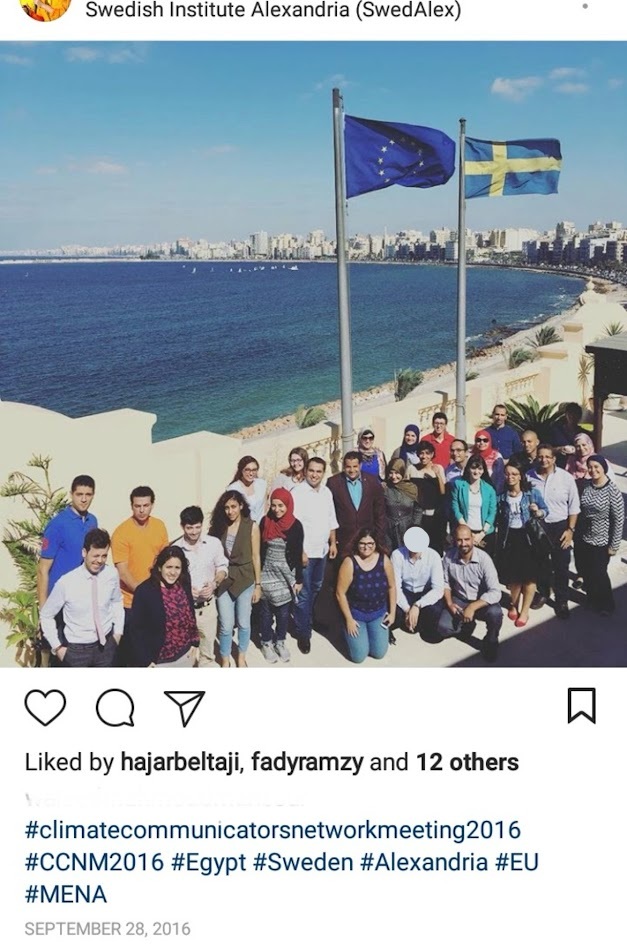 Swedish Institute Alexandria (SwedAlex)
Liked by hajarbeltaji, fadyramzy and 12 others
#climatecommunicatorsnetworkmeeting2016
#CCNM2016 #Egypt #Sweden #Alexandria #EU
#MENA
SEPTEMBER 28, 2016